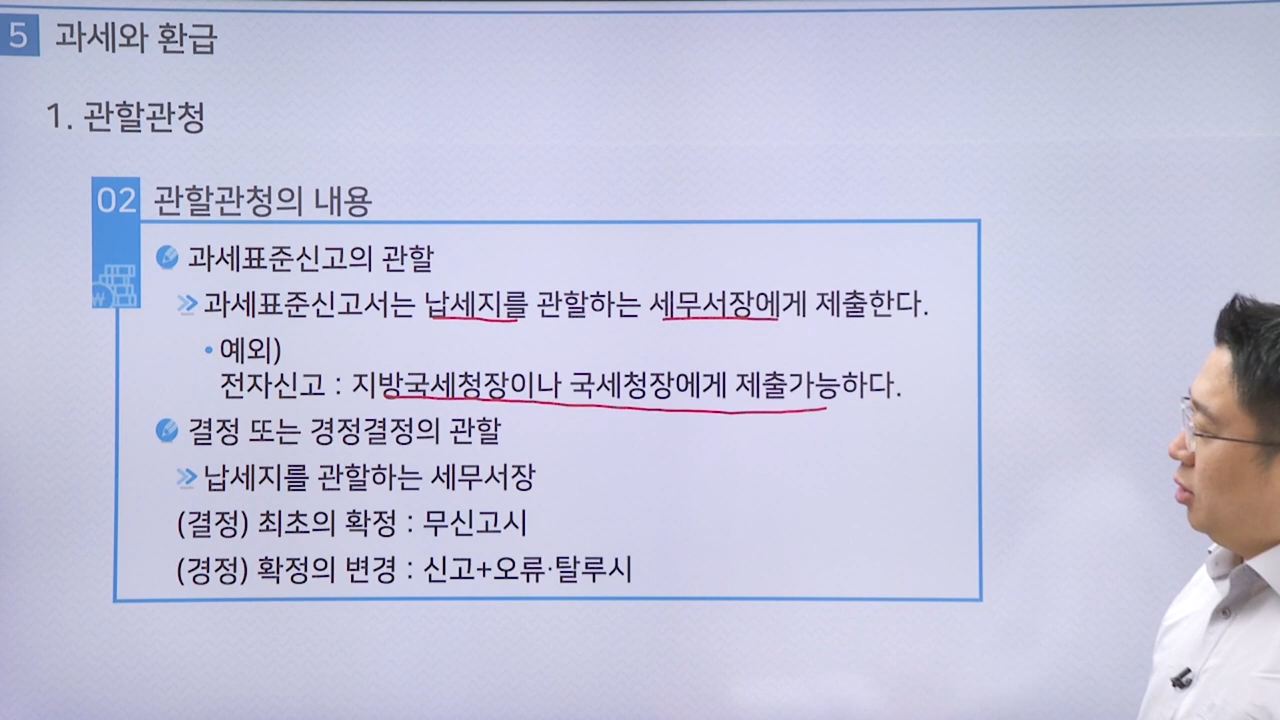 5 과세와 환급
1. 관할관청
02 관할관청의 내용
과세표준신고의 관할
과세표준신고서는 납세지를 관할하는 세무서장에게 제출한다.
• 예외)
전자신고 : 지방국세청장이나 국세청장에게 제출가능하다.
결정 또는 경정결정의 관할
납세지를 관할하는 세무서장
(결정) 최초의 확정 : 무신고시
(경정) 확정의 변경 : 신고+오류·탈루시
₩